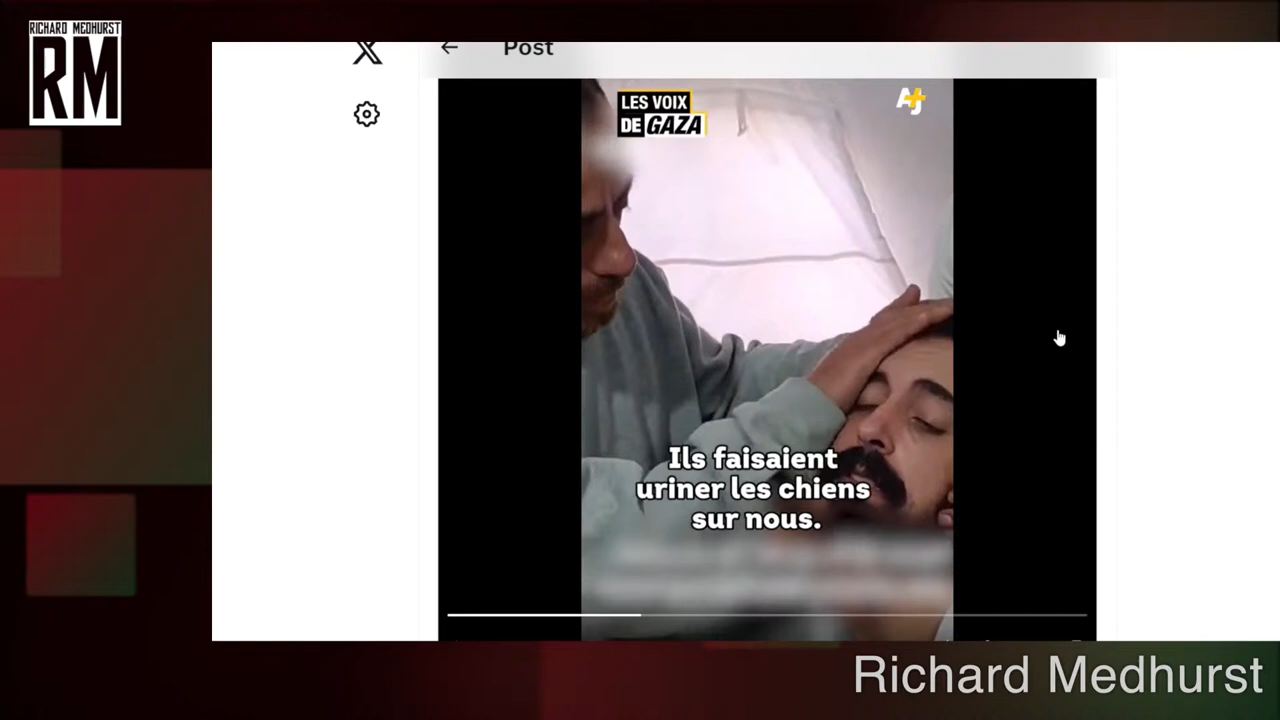 RICHARD MEDHURST
RM
X
Post
LES VOIX
DE GAZA
Aj+
Ils faisaient
uriner les chiens
sur nous.
Richard Medhurst